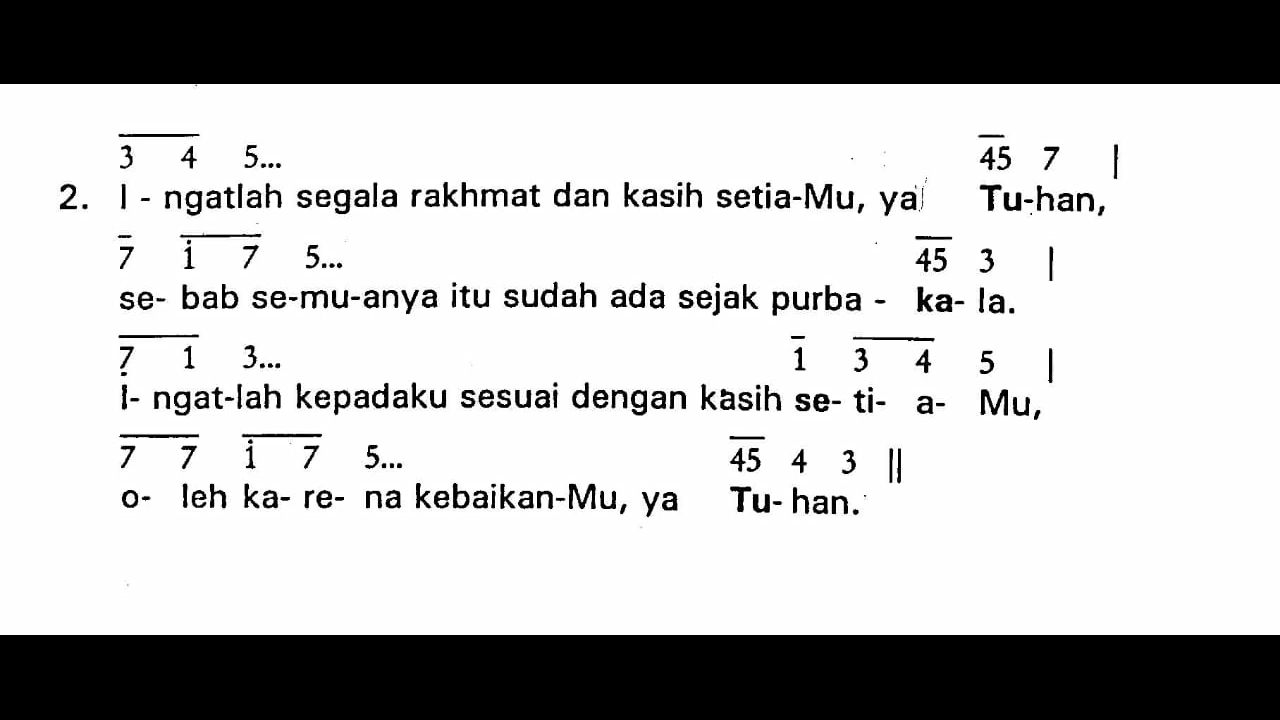 3 4 5... 45 7 |
2. I - ngatlah segala rakhmat dan kasih setia-Mu, ya Tu-han,
7 i 7 5... 45 3 |
se- bab se-mu-anya itu sudah ada sejak purba - ka- la.
7̣ 1 3... 1 3 4 5 |
I- ngat-lah kepadaku sesuai dengan kasih se- ti- a- Mu,
7 7 i 7 5... 45 4 3 ||
o- leh ka- re- na kebaikan-Mu, ya Tu- han.